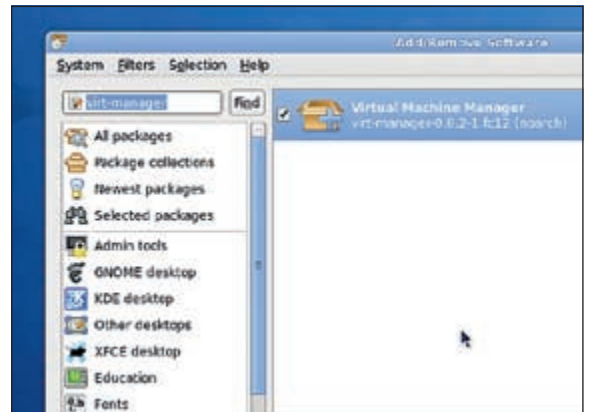 Add/Remove Software
System Filters Selection Help
virt-manager Find
Virtual Machine Manager
virt-manager-0.8.2-1.fc12 (noarch)
All packages
Package collections
Newest packages
Selected packages
Admin tools
GNOME desktop
KDE desktop
Other desktops
XFCE desktop
Education
Fonts